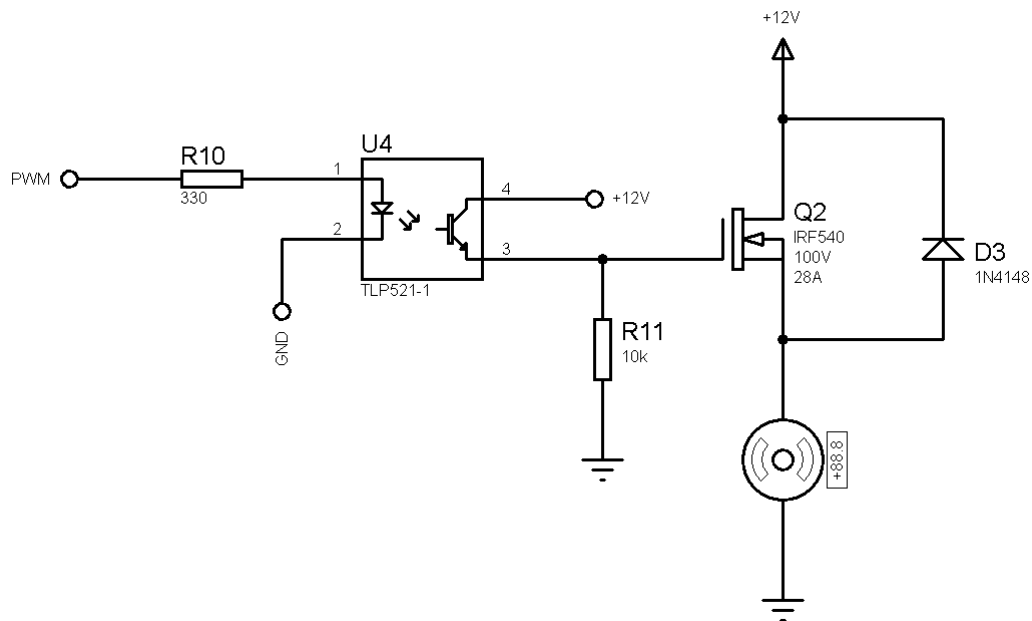 +12V
U4
R10
PWM
330
1
2
4
+12V
3
TLP521-1
GND
R11
10k
Q2
IRF540
100V
28A
D3
1N4148
+88.8